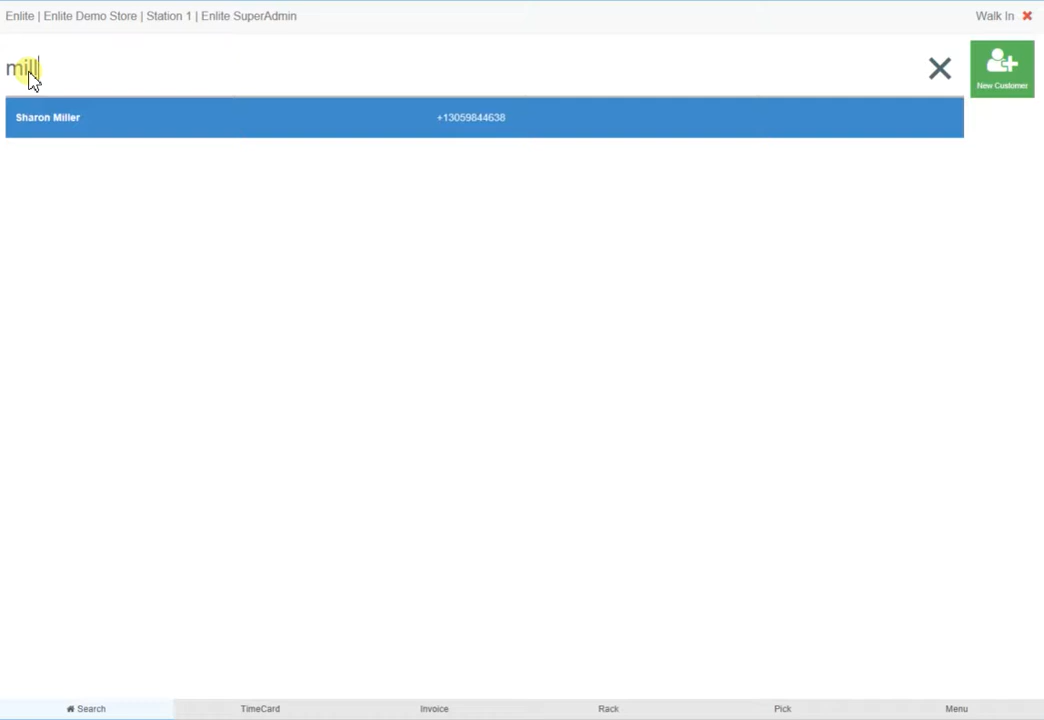 Enlite | Enlite Demo Store | Station 1 | Enlite SuperAdmin
Walk In
mill
New Customer
Sharon Miller +13059844638
Search TimeCard Invoice Rack Pick Menu